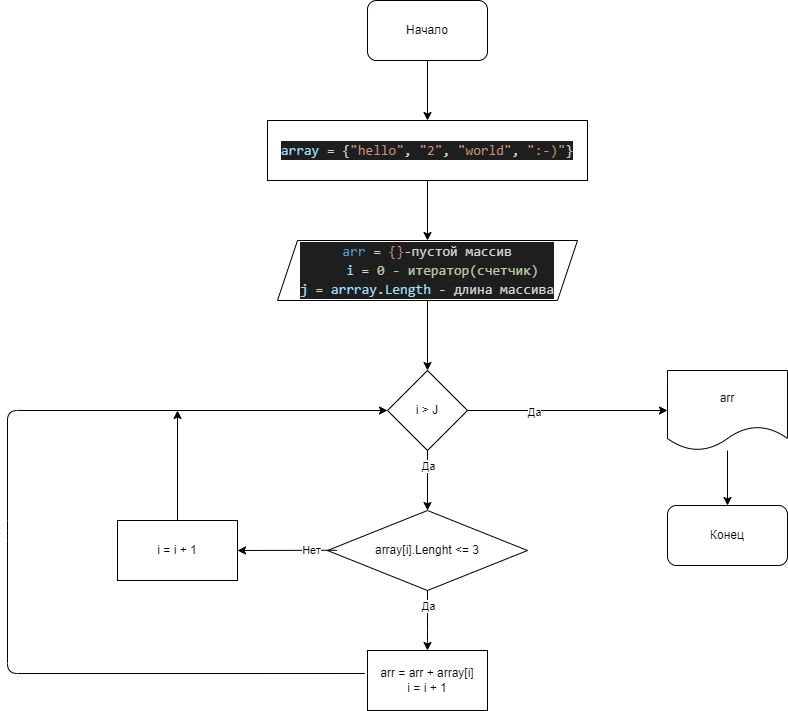 Начало
array = {"hello", "2", "world", ":-)"}
arr = {}-пустой массив
i = 0 - итератор(счетчик)
j = arrray.Length - длина массива
i > J
Да
arr
Да
Конец
i = i + 1
Нет
array[i].Lenght <= 3
Да
arr = arr + array[i]
i = i + 1